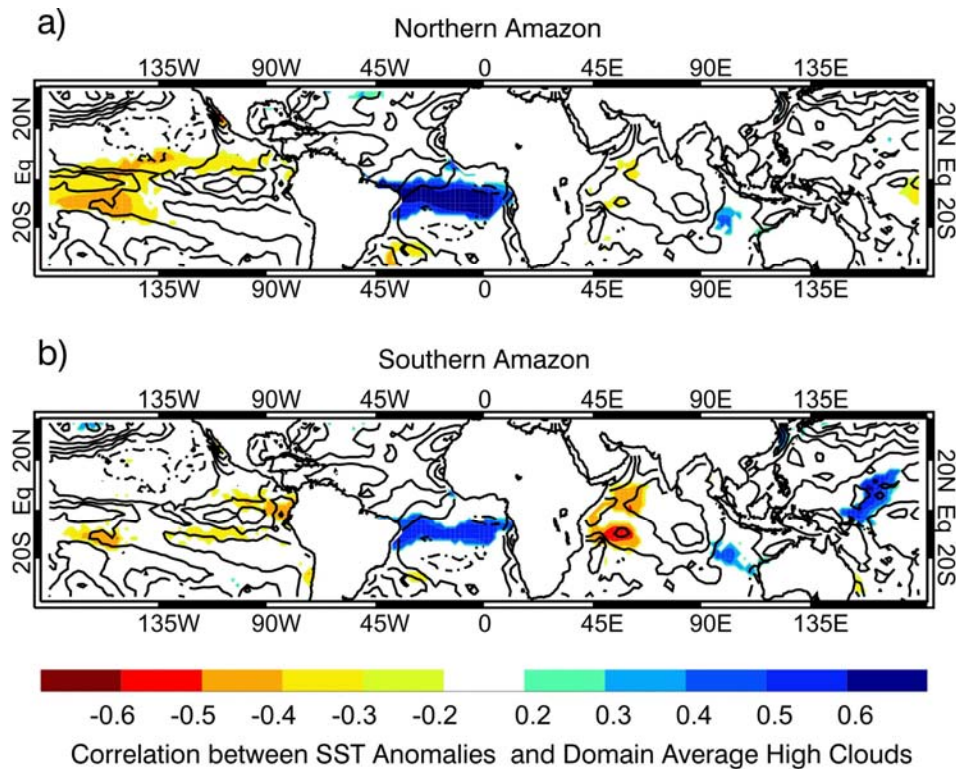 a)
Northern Amazon
135W 90W 45W 0 45E 90E 135E
20N Eq 20S
20N Eq 20S
135W 90W 45W 0 45E 90E 135E
b)
Southern Amazon
135W 90W 45W 0 45E 90E 135E
20N Eq 20S
20N Eq 20S
135W 90W 45W 0 45E 90E 135E
-0.6 -0.5 -0.4 -0.3 -0.2 0.2 0.3 0.4 0.5 0.6
Correlation between SST Anomalies and Domain Average High Clouds